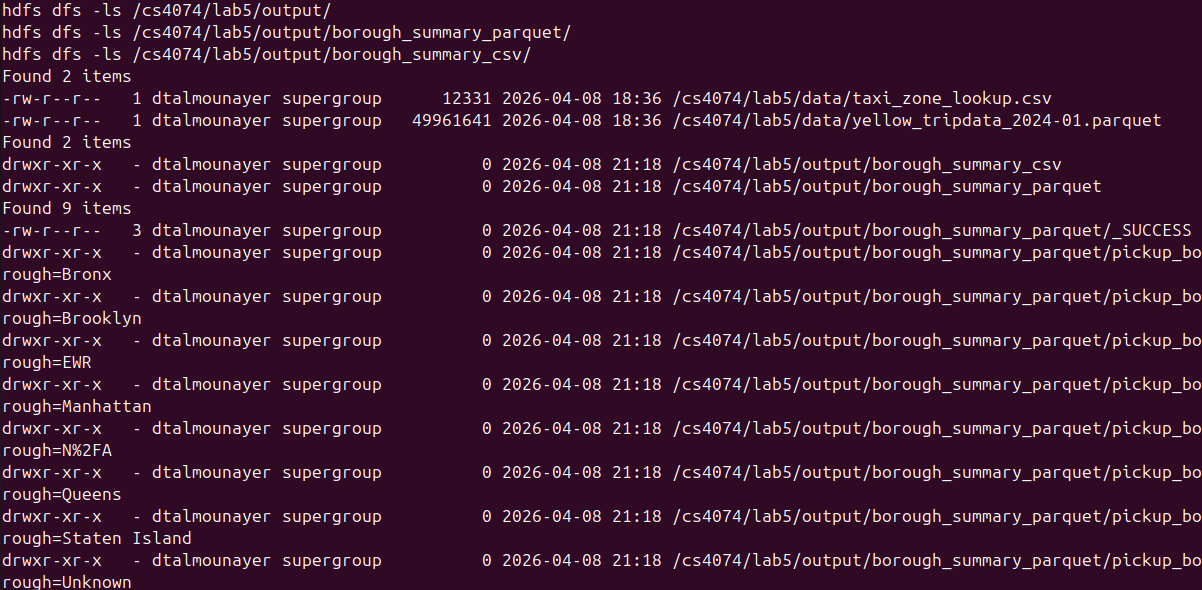 hdfs dfs -ls /cs4074/lab5/output/
hdfs dfs -ls /cs4074/lab5/output/borough_summary_parquet/
hdfs dfs -ls /cs4074/lab5/output/borough_summary_csv/
Found 2 items
-rw-r--r--   1 dtalmounayer supergroup      12331 2026-04-08 18:36 /cs4074/lab5/data/taxi_zone_lookup.csv
-rw-r--r--   1 dtalmounayer supergroup   49961641 2026-04-08 18:36 /cs4074/lab5/data/yellow_tripdata_2024-01.parquet
Found 2 items
drwxr-xr-x   - dtalmounayer supergroup          0 2026-04-08 21:18 /cs4074/lab5/output/borough_summary_csv
drwxr-xr-x   - dtalmounayer supergroup          0 2026-04-08 21:18 /cs4074/lab5/output/borough_summary_parquet
Found 9 items
-rw-r--r--   3 dtalmounayer supergroup          0 2026-04-08 21:18 /cs4074/lab5/output/borough_summary_parquet/_SUCCESS
drwxr-xr-x   - dtalmounayer supergroup          0 2026-04-08 21:18 /cs4074/lab5/output/borough_summary_parquet/pickup_bo
rough=Bronx
drwxr-xr-x   - dtalmounayer supergroup          0 2026-04-08 21:18 /cs4074/lab5/output/borough_summary_parquet/pickup_bo
rough=Brooklyn
drwxr-xr-x   - dtalmounayer supergroup          0 2026-04-08 21:18 /cs4074/lab5/output/borough_summary_parquet/pickup_bo
rough=EWR
drwxr-xr-x   - dtalmounayer supergroup          0 2026-04-08 21:18 /cs4074/lab5/output/borough_summary_parquet/pickup_bo
rough=Manhattan
drwxr-xr-x   - dtalmounayer supergroup          0 2026-04-08 21:18 /cs4074/lab5/output/borough_summary_parquet/pickup_bo
rough=N%2FA
drwxr-xr-x   - dtalmounayer supergroup          0 2026-04-08 21:18 /cs4074/lab5/output/borough_summary_parquet/pickup_bo
rough=Queens
drwxr-xr-x   - dtalmounayer supergroup          0 2026-04-08 21:18 /cs4074/lab5/output/borough_summary_parquet/pickup_bo
rough=Staten Island
drwxr-xr-x   - dtalmounayer supergroup          0 2026-04-08 21:18 /cs4074/lab5/output/borough_summary_parquet/pickup_bo
rough=Unknown